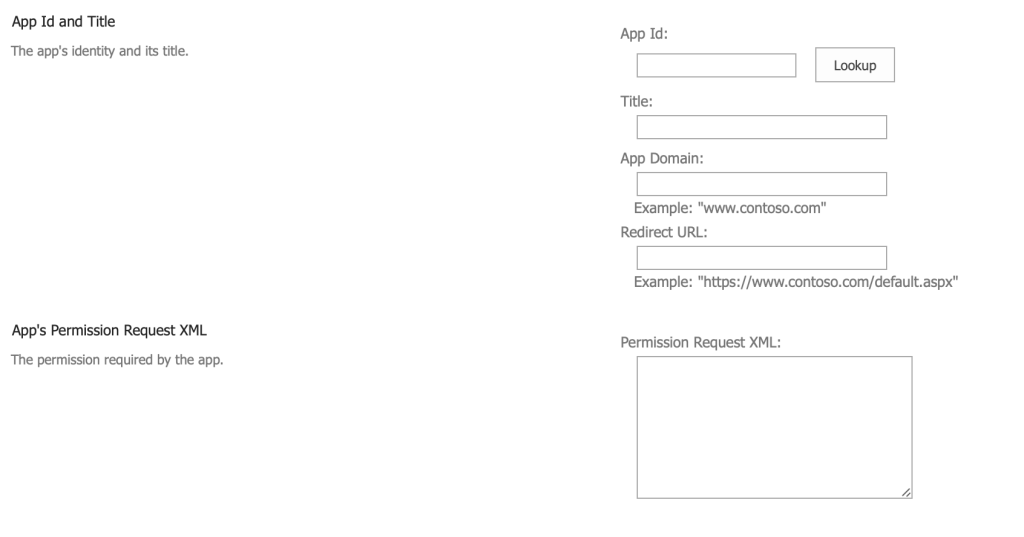 App Id and Title
The app's identity and its title.
App Id:
Lookup
Title:
App Domain:
Example: "www.contoso.com"
Redirect URL:
Example: "https://www.contoso.com/default.aspx"
App's Permission Request XML
The permission required by the app.
Permission Request XML: